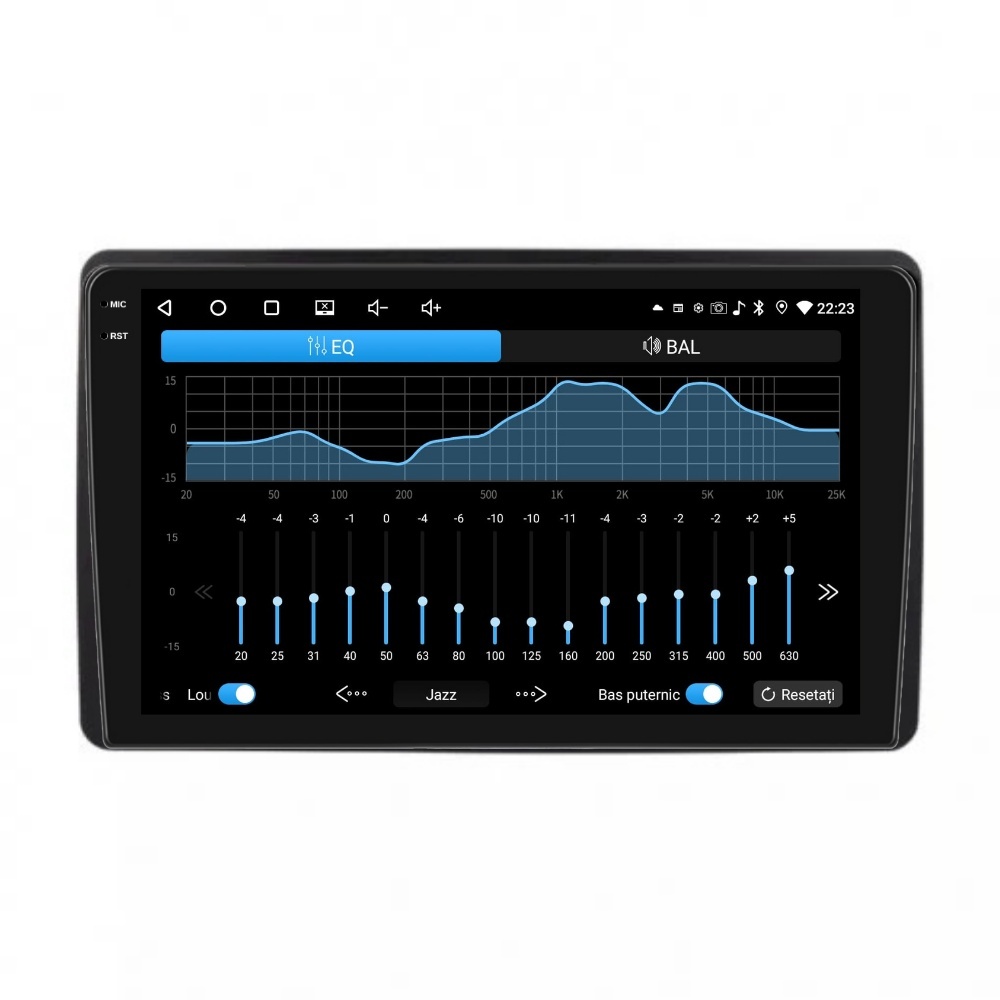 MIC
RST
22:23
EQ
BAL
15
0
-15
20 50 100 200 500 1K 2K 5K 10K 25K
-4 -4 -3 -1 0 -4 -6 -10 -10 -11 -4 -3 -2 -2 +2 +5
15
0
-15
20 25 31 40 50 63 80 100 125 160 200 250 315 400 500 630
s Lou Jazz Bas puternic Resetați